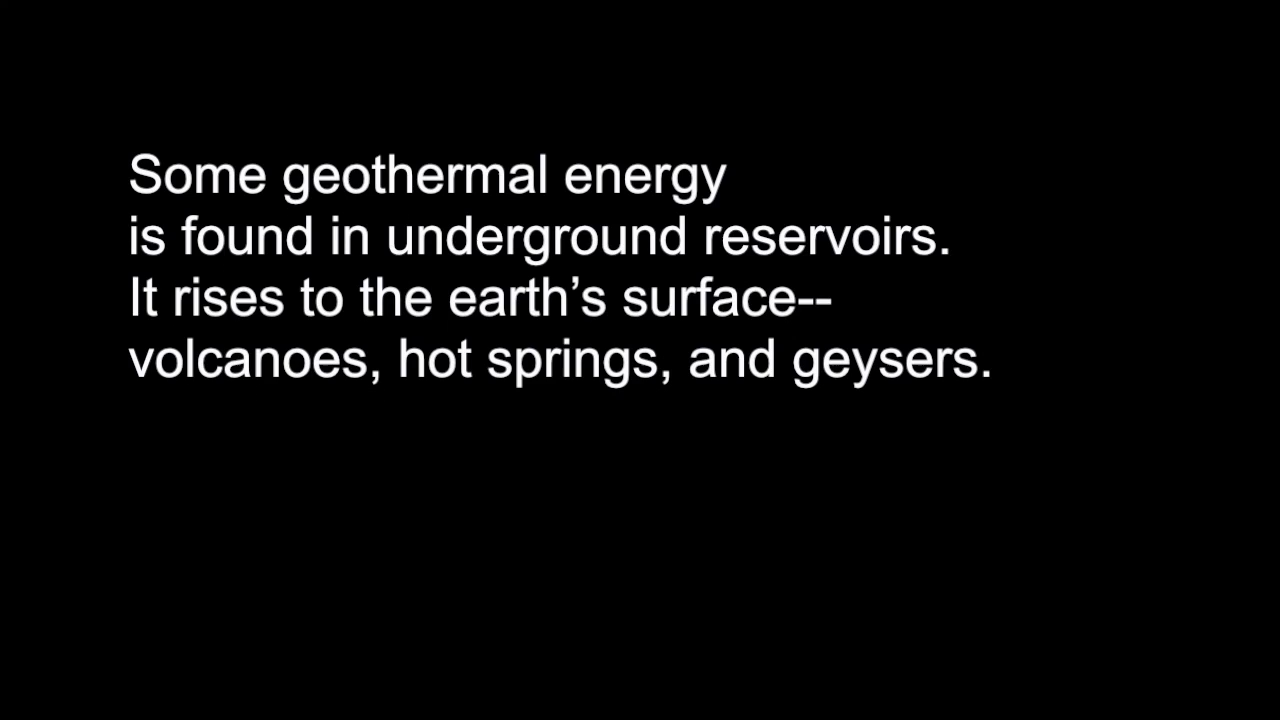 Some geothermal energy
is found in underground reservoirs.
It rises to the earth’s surface--
volcanoes, hot springs, and geysers.